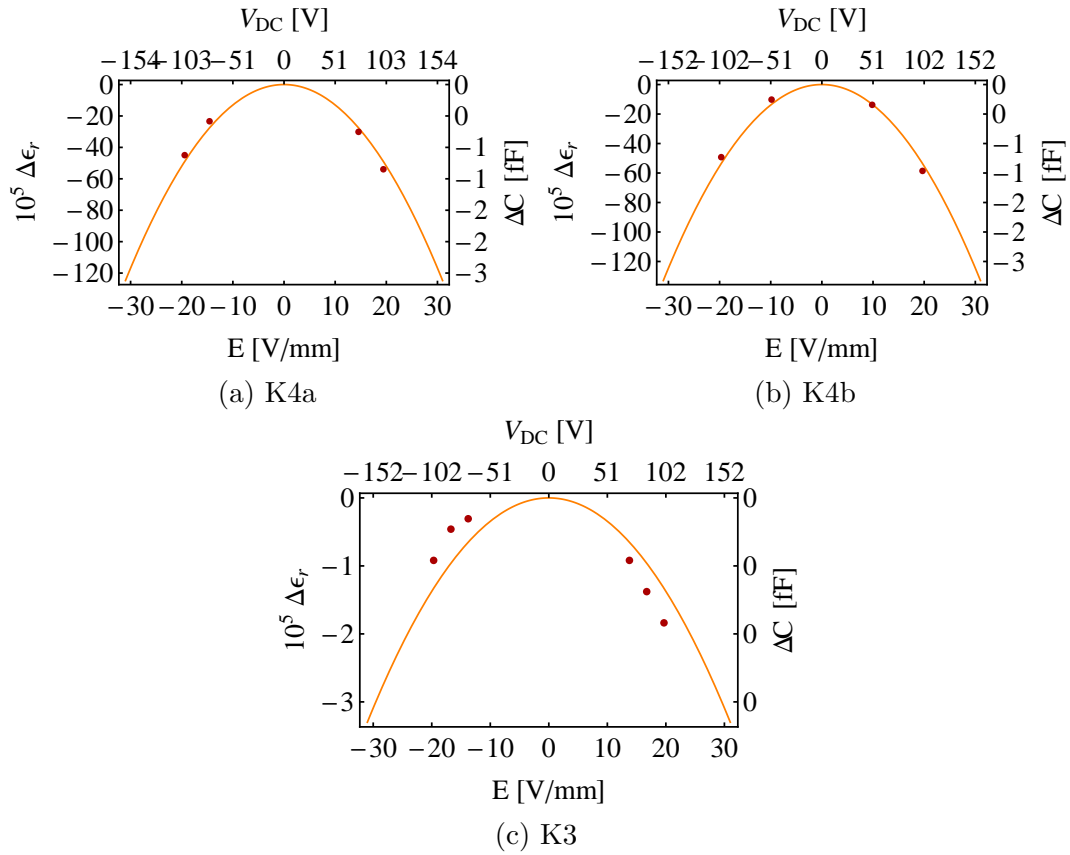 V_DC [V]
−154 −103 −51 0 51 103 154
0
−20
−40
−60
−80
−100
−120
10^5 Δϵ_r
0
0
−1
−1
−2
−2
−3
ΔC [fF]
−30 −20 −10 0 10 20 30
E [V/mm]
(a) K4a
V_DC [V]
−152 −102 −51 0 51 102 152
0
−20
−40
−60
−80
−100
−120
10^5 Δϵ_r
0
0
−1
−1
−2
−2
−3
ΔC [fF]
−30 −20 −10 0 10 20 30
E [V/mm]
(b) K4b
V_DC [V]
−152 −102 −51 0 51 102 152
0
−1
−2
−3
10^5 Δϵ_r
0
0
0
0
ΔC [fF]
−30 −20 −10 0 10 20 30
E [V/mm]
(c) K3